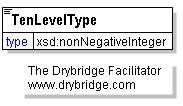 TenLevelType
type xsd:nonNegativeInteger
The Drybridge Facilitator
www.drybridge.com